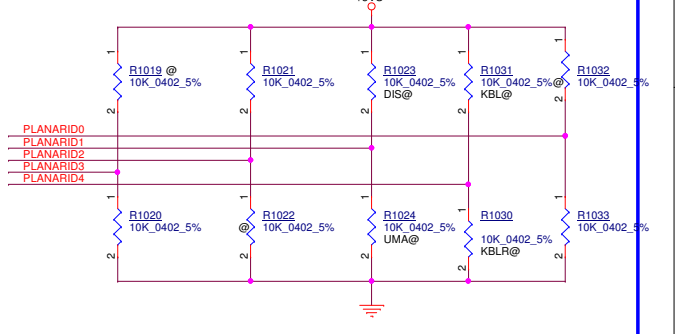 1
1
1
1
1
R1019 @
10K_0402_5%
R1021
10K_0402_5%
R1023
10K_0402_5%
DIS@
R1031
10K_0402_5%
KBL@
@
R1032
10K_0402_5%
2
2
2
2
2
PLANARID0
PLANARID1
PLANARID2
PLANARID3
PLANARID4
1
1
1
1
1
R1020
10K_0402_5%
@
R1022
10K_0402_5%
R1024
10K_0402_5%
UMA@
R1030
10K_0402_5%
KBLR@
R1033
10K_0402_5%
2
2
2
2
2